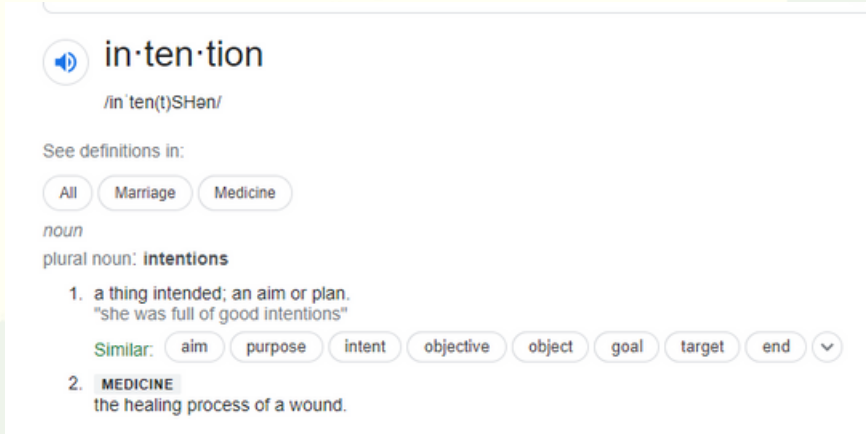 in·ten·tion
/inˈten(t)SHən/
See definitions in:
All Marriage Medicine
noun
plural noun: intentions
1. a thing intended; an aim or plan.
"she was full of good intentions"
Similar: aim purpose intent objective object goal target end
2. MEDICINE
the healing process of a wound.